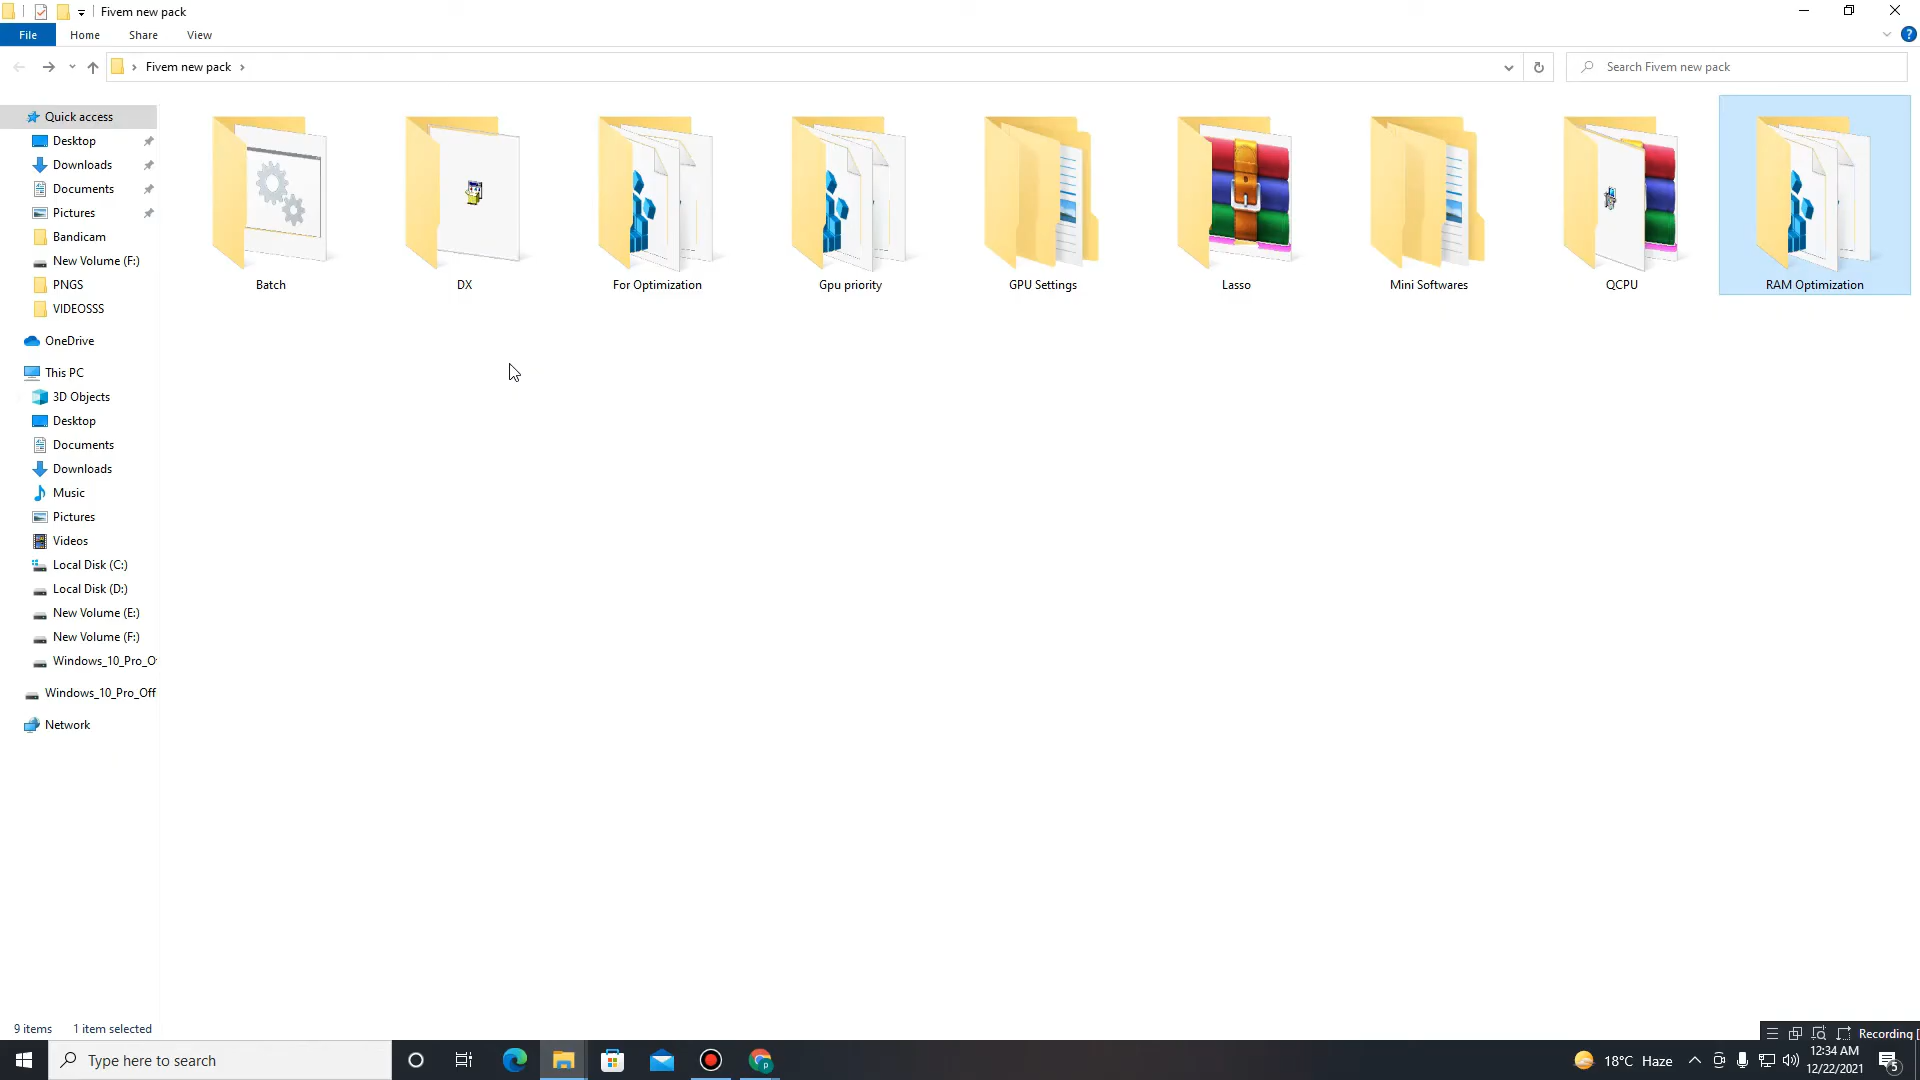 Fivem new pack
File
Home
Share
View
?
Fivem new pack
Search Fivem new pack
Quick access
Desktop
Downloads
Documents
Pictures
Bandicam
New Volume (F:)
PNGS
VIDEOSSS
OneDrive
This PC
3D Objects
Desktop
Documents
Downloads
Music
Pictures
Videos
Local Disk (C:)
Local Disk (D:)
New Volume (E:)
New Volume (F:)
Windows_10_Pro_O
Windows_10_Pro_Off
Network
Batch
DX
For Optimization
Gpu priority
GPU Settings
Lasso
Mini Softwares
QCPU
RAM Optimization
9 items
1 item selected
Recording [
Type here to search
P
18°C Haze
12:34 AM
12/22/2021
5